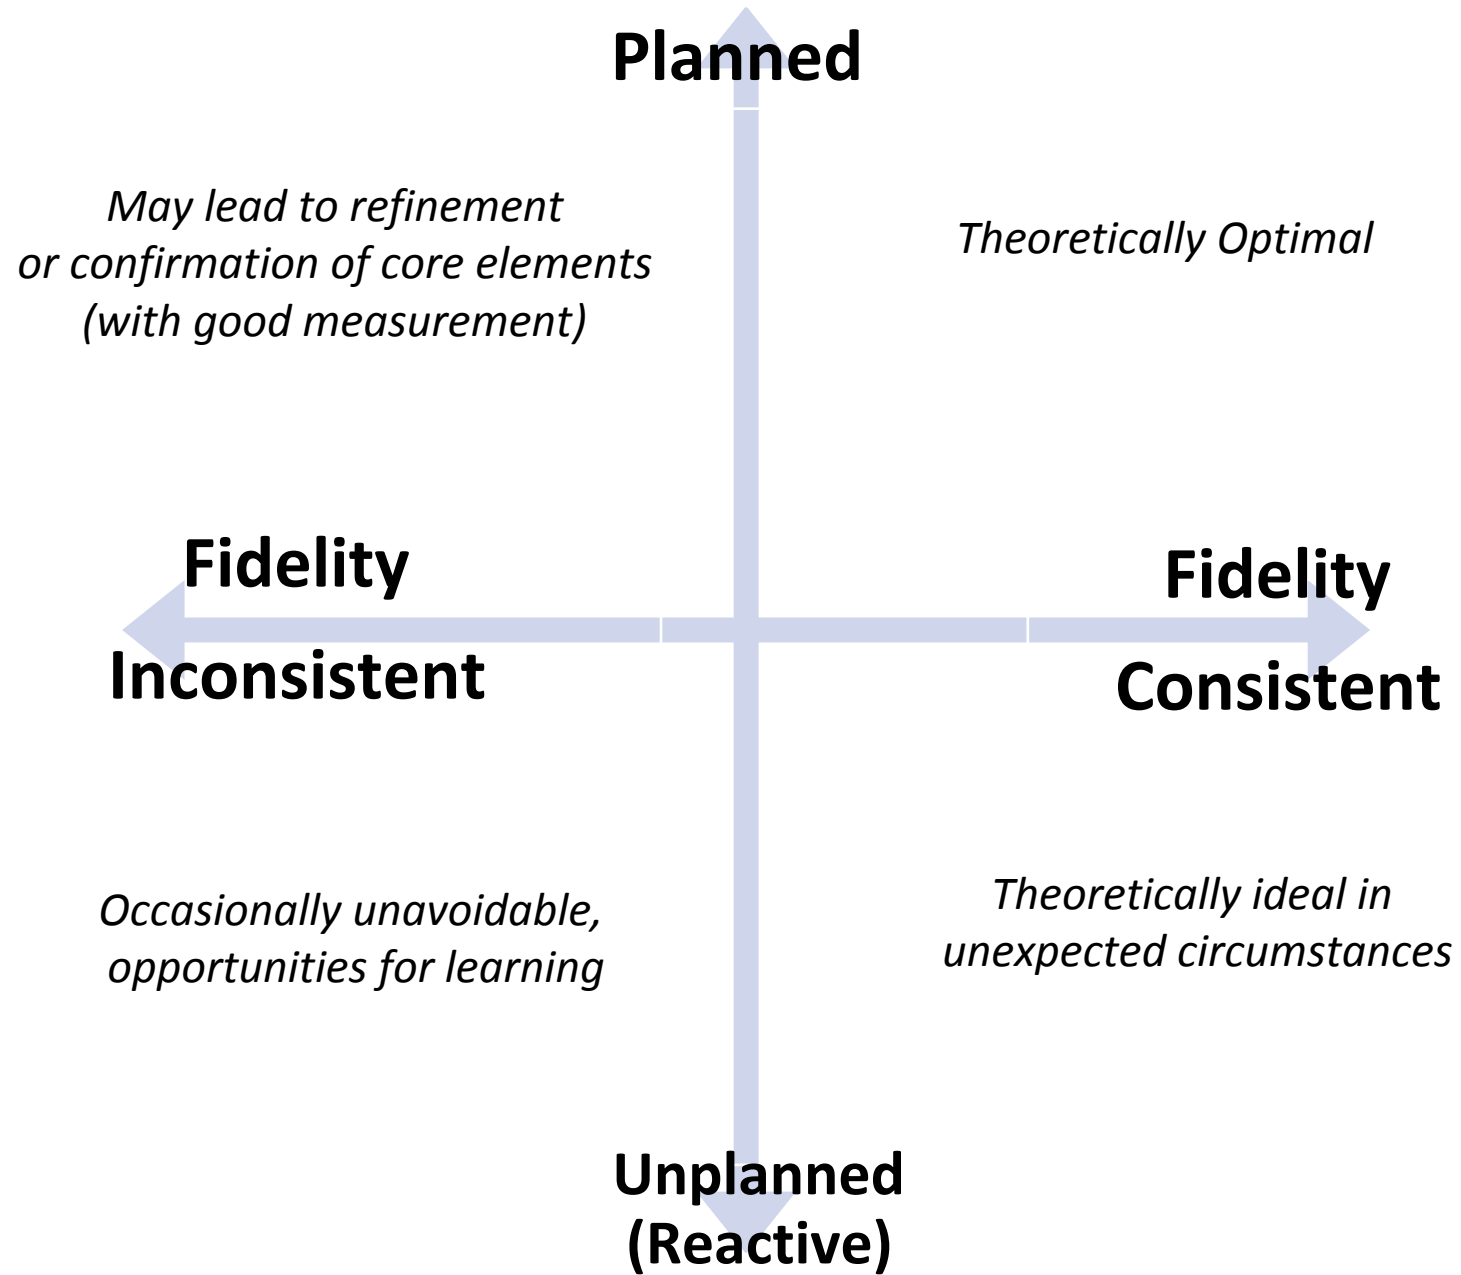 Planned
May lead to refinement
or confirmation of core elements
(with good measurement)
Theoretically Optimal
Fidelity
Inconsistent
Fidelity
Consistent
Occasionally unavoidable,
opportunities for learning
Theoretically ideal in
unexpected circumstances
Unplanned
(Reactive)